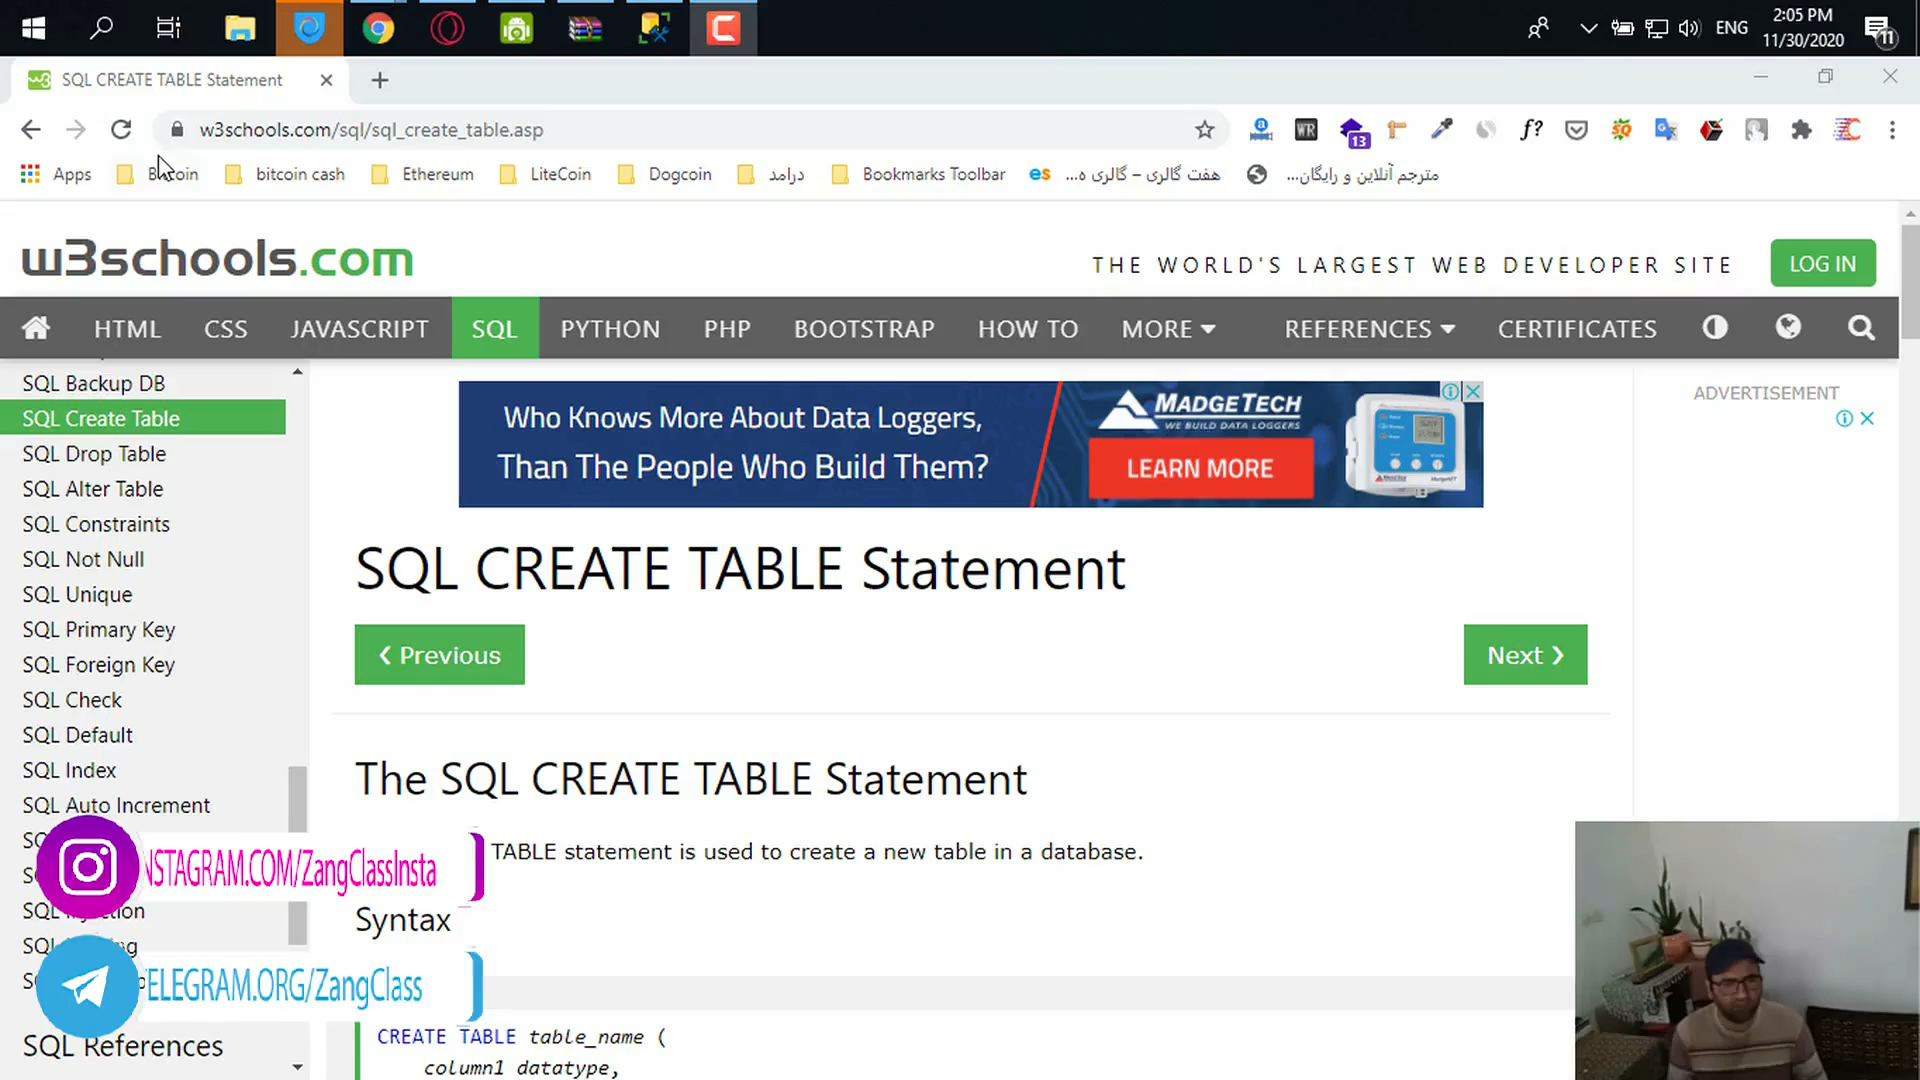 ENG
2:05 PM
11/30/2020
11
SQL CREATE TABLE Statement
w3schools.com/sql/sql_create_table.asp
WR
13
f?
Apps
bitcoin cash
Ethereum
LiteCoin
Dogcoin
درامد
Bookmarks Toolbar
es
هفت گالری – گالری ه...
مترجم آنلاین و رایگان...
w3schools.com
THE WORLD'S LARGEST WEB DEVELOPER SITE
LOG IN
HTML
CSS
JAVASCRIPT
SQL
PYTHON
PHP
BOOTSTRAP
HOW TO
MORE
REFERENCES
CERTIFICATES
SQL Backup DB
SQL Create Table
SQL Drop Table
SQL Alter Table
SQL Constraints
SQL Not Null
SQL Unique
SQL Primary Key
SQL Foreign Key
SQL Check
SQL Default
SQL Index
SQL Auto Increment
SQL References
Who Knows More About Data Loggers,
Than The People Who Build Them?
MADGETECH
WE BUILD DATA LOGGERS
LEARN MORE
ADVERTISEMENT
SQL CREATE TABLE Statement
❮ Previous
Next ❯
The SQL CREATE TABLE Statement
TABLE statement is used to create a new table in a database.
Syntax
CREATE TABLE table_name (
column1 datatype,
NSTAGRAM.COM/ZangClassInsta
ELEGRAM.ORG/ZangClass